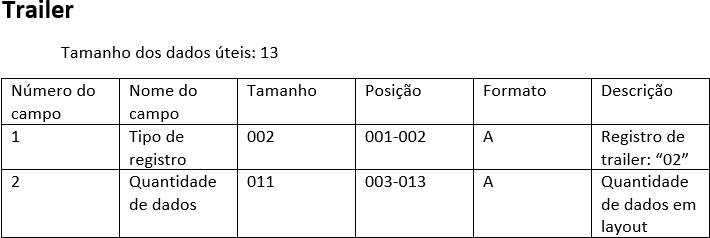 Trailer
Tamanho dos dados úteis: 13
Número do campo Nome do campo Tamanho Posição Formato Descrição
1 Tipo de registro 002 001-002 A Registro de trailer: “02”
2 Quantidade de dados 011 003-013 A Quantidade de dados em layout